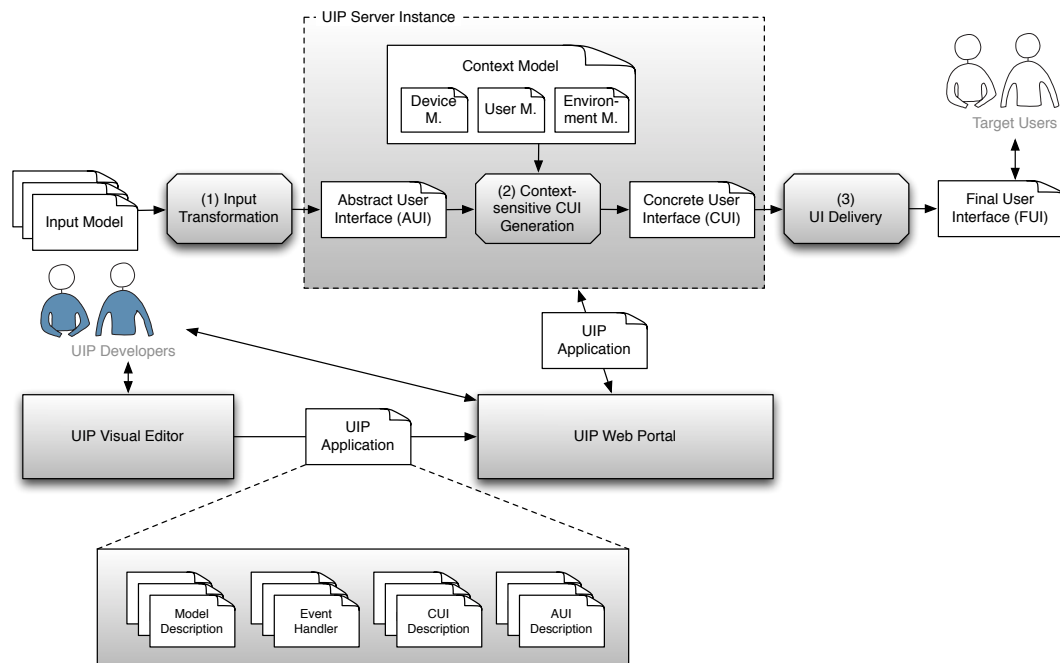 UIP Server Instance
Context Model
Device
M.
User M.
Environ-
ment M.
Target Users
Input Model
(1) Input
Transformation
Abstract User
Interface (AUI)
(2) Context-
sensitive CUI
Generation
Concrete User
Interface (CUI)
(3)
UI Delivery
Final User
Interface (FUI)
UIP Developers
UIP
Application
UIP Visual Editor
UIP
Application
UIP Web Portal
Model
Description
Event
Handler
CUI
Description
AUI
Description